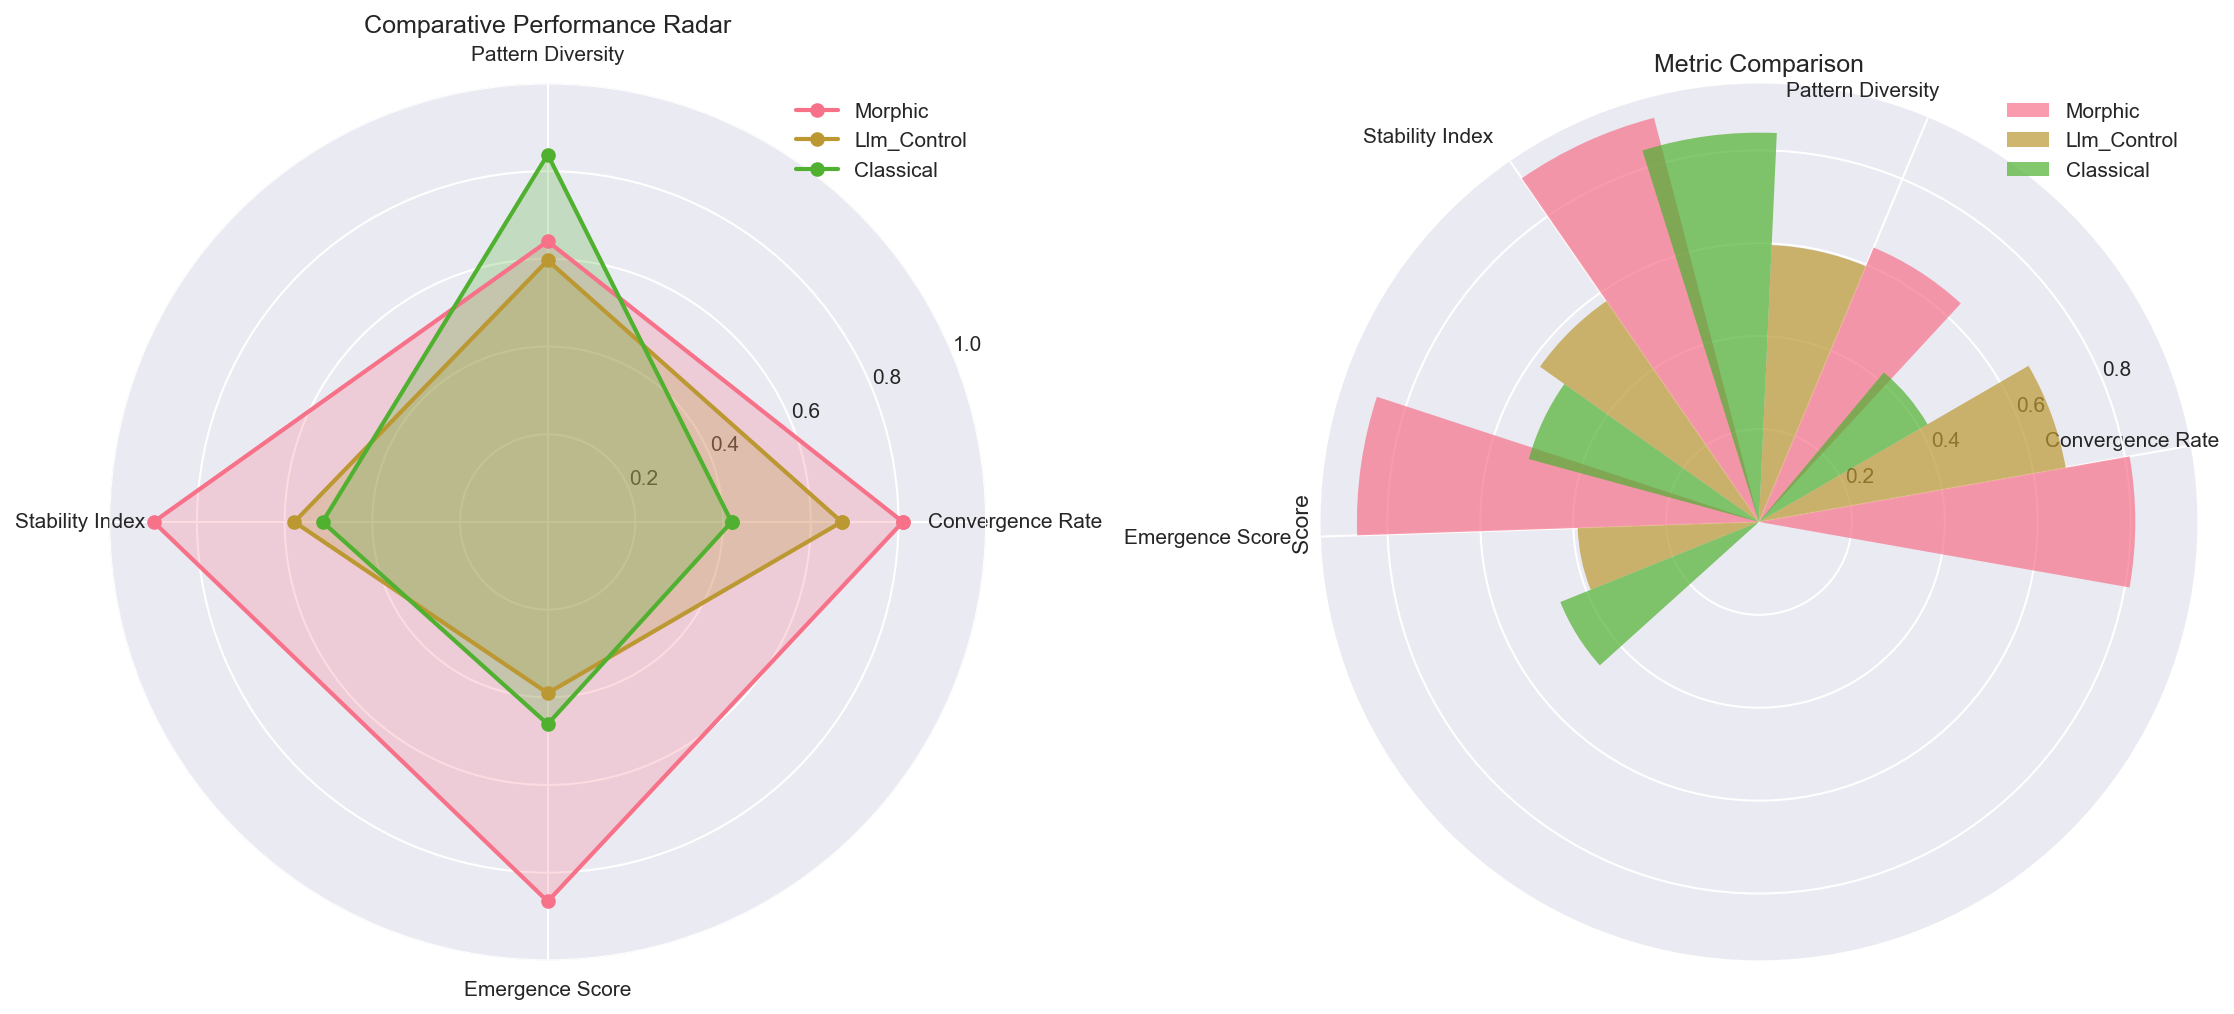 Comparative Performance Radar
Pattern Diversity
Morphic
Llm_Control
Classical
1.0
0.8
0.6
0.4
0.2
Stability Index
Convergence Rate
Emergence Score
Metric Comparison
Pattern Diversity
Morphic
Llm_Control
Classical
Stability Index
0.8
0.6
0.4
0.2
Convergence Rate
Emergence Score
Score